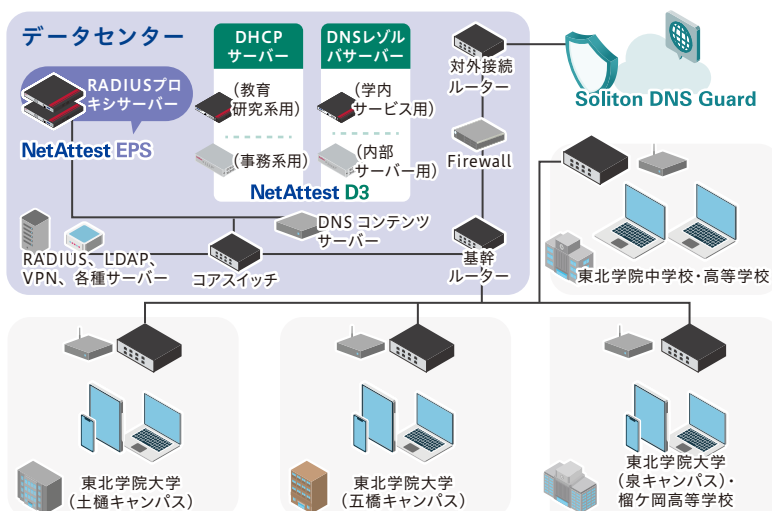 データセンター
RADIUSプロ
キシサーバー
NetAttest EPS
DHCP
サーバー
(教育
研究系用)
(事務系用)
DNSレゾル
バサーバー
(学内
サービス用)
(内部
サーバー用)
NetAttest D3
対外接続
ルーター
Firewall
Soliton DNS Guard
DNS コンテンツ
サーバー
RADIUS、LDAP、
VPN、各種サーバー
コアスイッチ
基幹
ルーター
東北学院中学校・高等学校
東北学院大学
(土樋キャンパス)
東北学院大学
(五橋キャンパス)
東北学院大学
(泉キャンパス)・
榴ケ岡高等学校